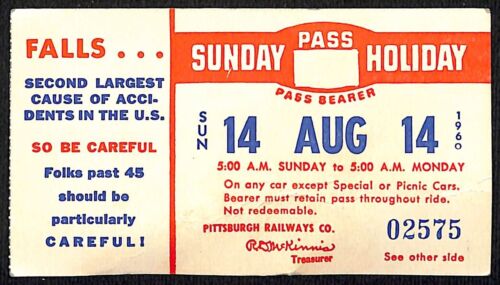 FALLS . . .
SECOND LARGEST
CAUSE OF ACCI-
DENTS IN THE U.S.
SO BE CAREFUL
Folks past 45
should be
particularly
CAREFUL!
SUNDAY PASS HOLIDAY
PASS BEARER
SUN 14 AUG 14 1960
5:00 A.M. SUNDAY to 5:00 A.M. MONDAY
On any car except Special or Picnic Cars.
Bearer must retain pass throughout ride.
Not redeemable.
PITTSBURGH RAILWAYS CO.
R.D. McKinnis
Treasurer
02575
See other side